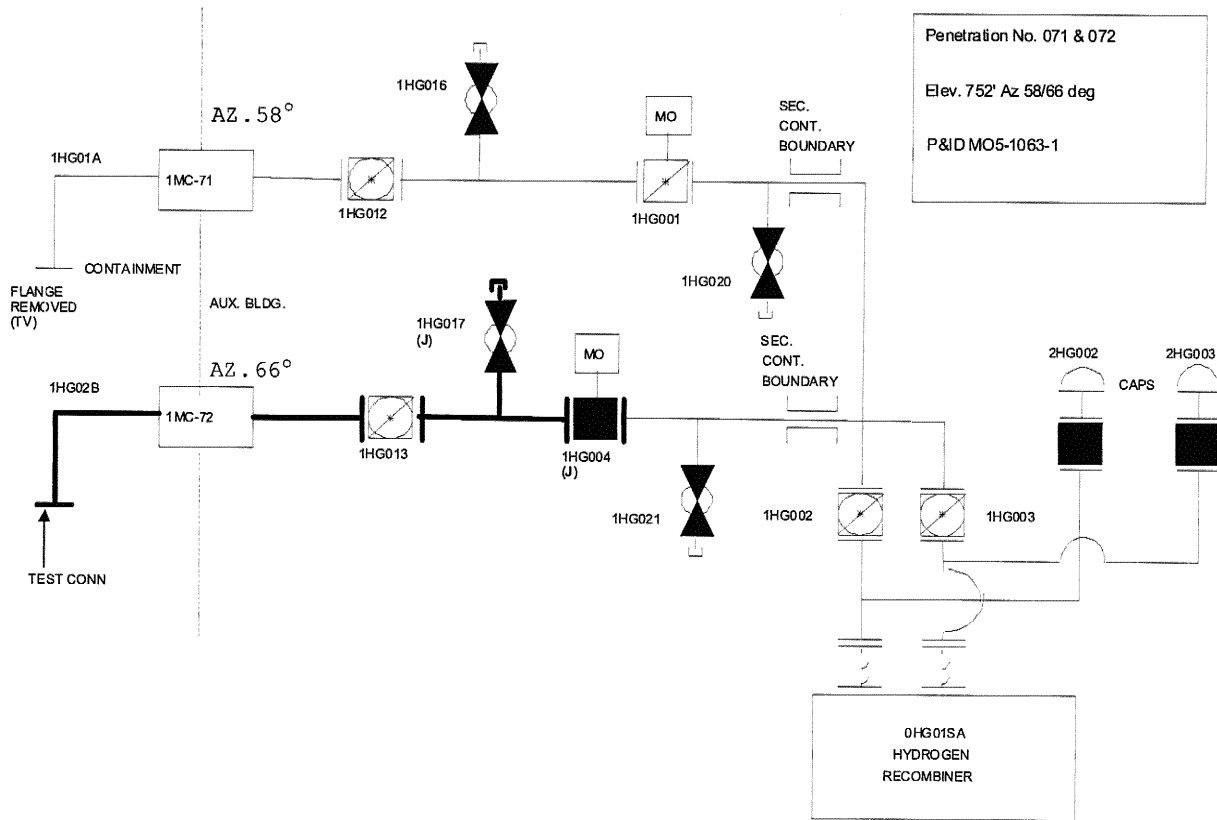 Penetration No. 071 & 072
Elev. 752' Az 58/66 deg
P&ID MO5-1063-1
1HG016
AZ.58°
MO
SEC.
CONT.
BOUNDARY
1HG01A
1MC-71
1HG012
1HG001
CONTAINMENT
1HG020
FLANGE
REMOVED
(TV)
AUX. BLDG.
1HG017
(J)
AZ.66°
MO
SEC.
CONT.
BOUNDARY
2HG002
2HG003
CAPS
1HG02B
1MC-72
1HG013
1HG004
(J)
1HG021
1HG002
1HG003
TEST CONN
0HG01SA
HYDROGEN
RECOMBINER